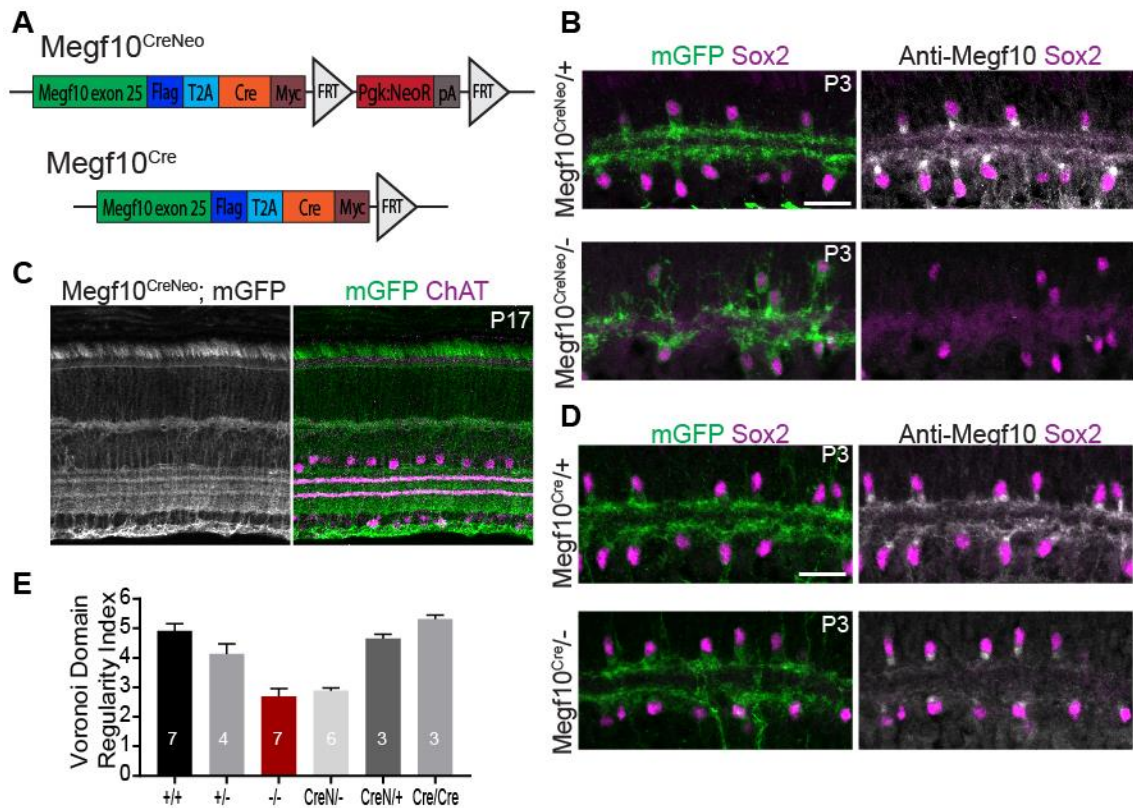 A
Megf10CreNeo
Megf10 exon 25 Flag T2A Cre Myc FRT Pgk:NeoR pA FRT
Megf10Cre
Megf10 exon 25 Flag T2A Cre Myc FRT
B
mGFP Sox2 Anti-Megf10 Sox2
Megf10CreNeo/+
P3
Megf10CreNeo/-
P3
C
Megf10CreNeo; mGFP mGFP ChAT
P17
D
mGFP Sox2 Anti-Megf10 Sox2
Megf10Cre/+
P3
Megf10Cre/-
P3
E
Voronoi Domain
Regularity Index
6
5
4
3
2
1
0
7 4 7 6 3 3
+/+ +/- -/- CreN/- CreN/+ Cre/Cre